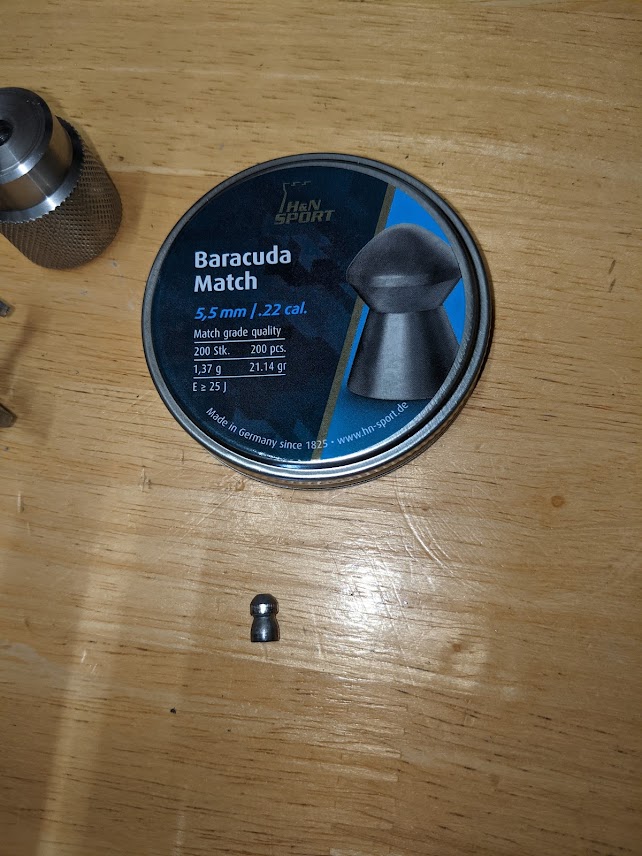 H&N
SPORT
Baracuda
Match
5,5 mm | .22 cal.
Match grade quality
200 Stk. 200 pcs.
1,37 g 21.14 gr
E ≥ 25 J
Made in Germany since 1825 • www.hn-sport.de